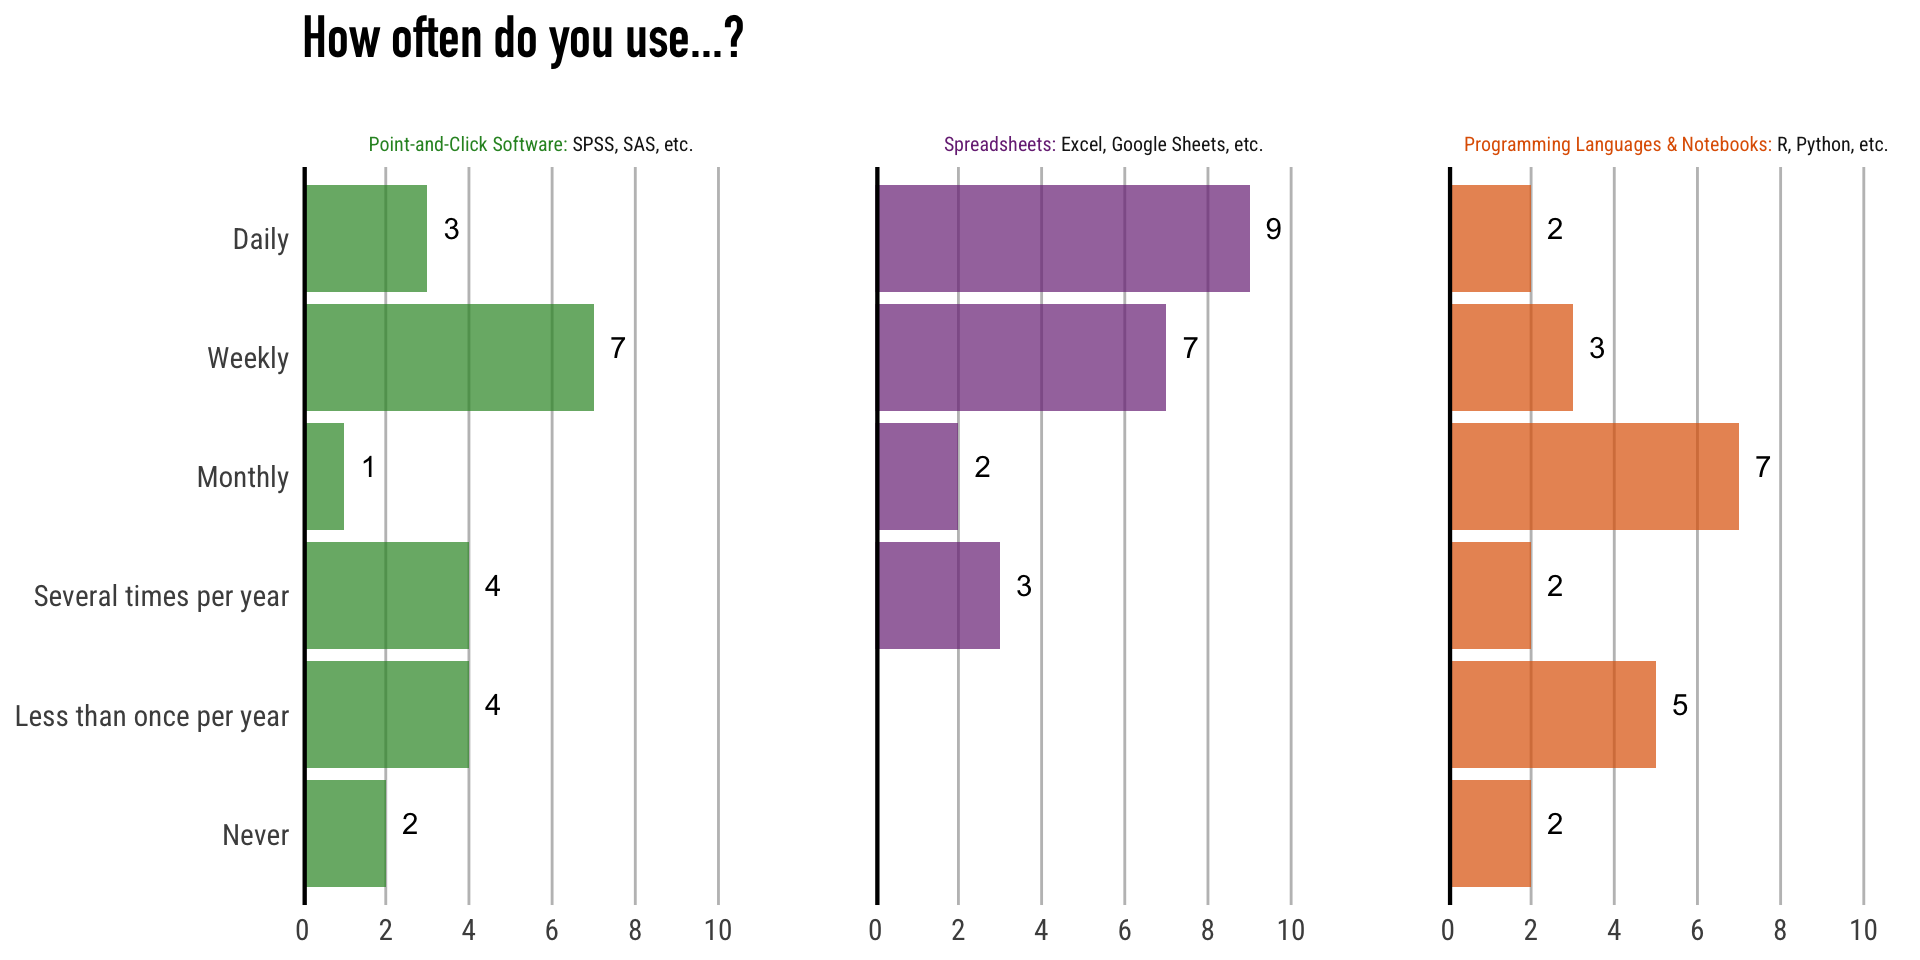 How often do you use...?
Point-and-Click Software: SPSS, SAS, etc.
Spreadsheets: Excel, Google Sheets, etc.
Programming Languages & Notebooks: R, Python, etc.
Daily 3 9 2
Weekly 7 7 3
Monthly 1 2 7
Several times per year 4 3 2
Less than once per year 4 5
Never 2 2
0 2 4 6 8 10 0 2 4 6 8 10 0 2 4 6 8 10